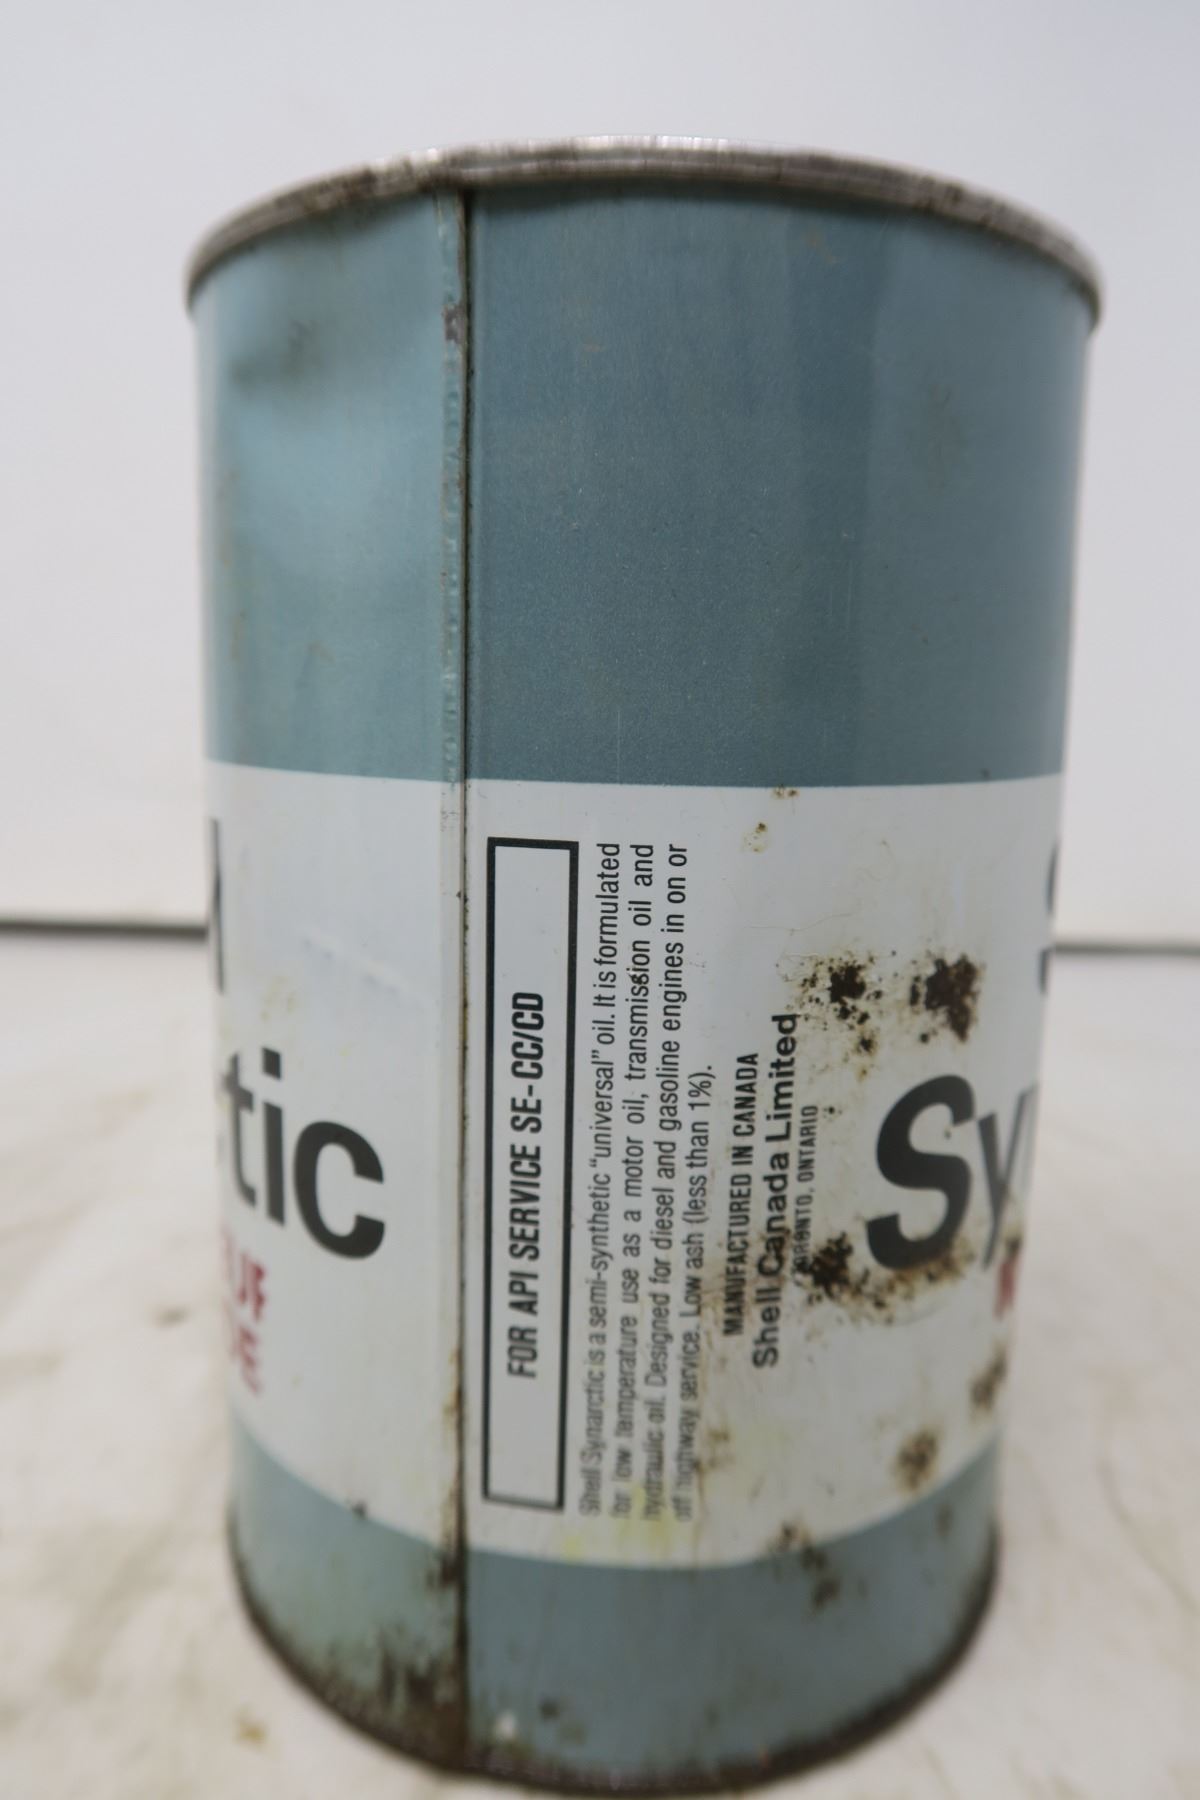 tic
FOR API SERVICE SE-CC/CD
Shell Synarctic is a semi-synthetic "universal" oil. It is formulated
for low temperature use as a motor oil, transmission oil and
hydraulic oil. Designed for diesel and gasoline engines in on or
off highway service. Low ash (less than 1%).
MANUFACTURED IN CANADA
Shell Canada Limited
TORONTO, ONTARIO
Sy